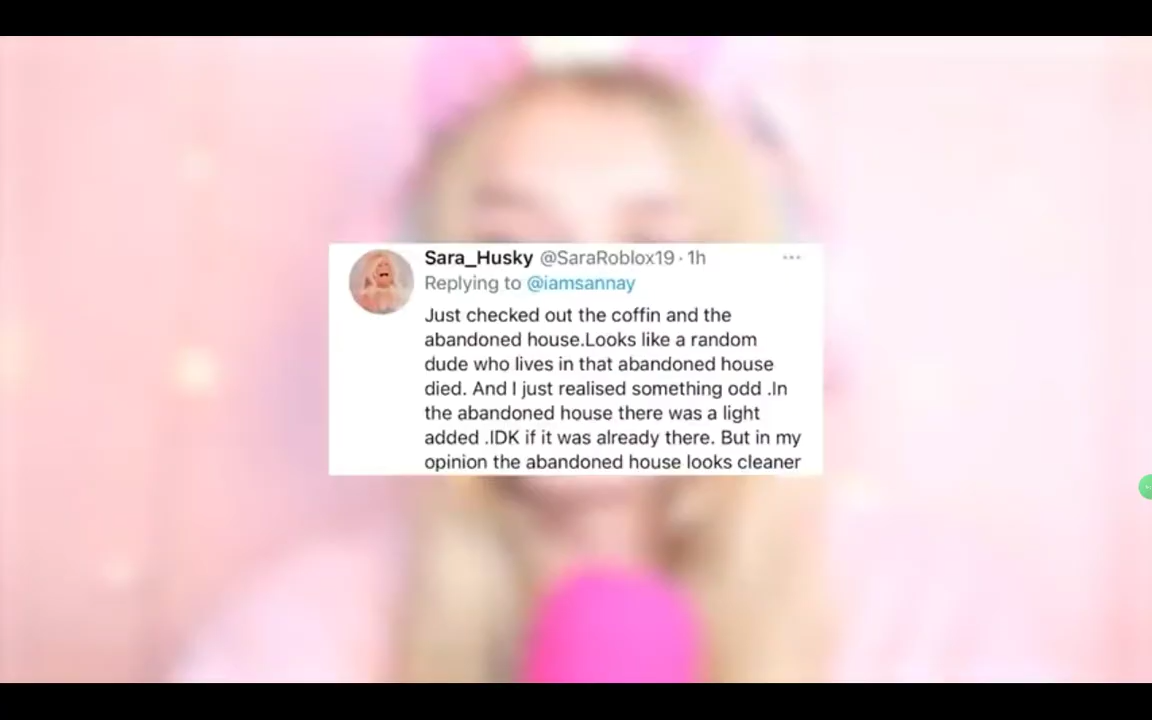 Sara_Husky @SaraRoblox19 · 1h
Replying to @iamsannay
Just checked out the coffin and the
abandoned house.Looks like a random
dude who lives in that abandoned house
died. And I just realised something odd .In
the abandoned house there was a light
added .IDK if it was already there. But in my
opinion the abandoned house looks cleaner